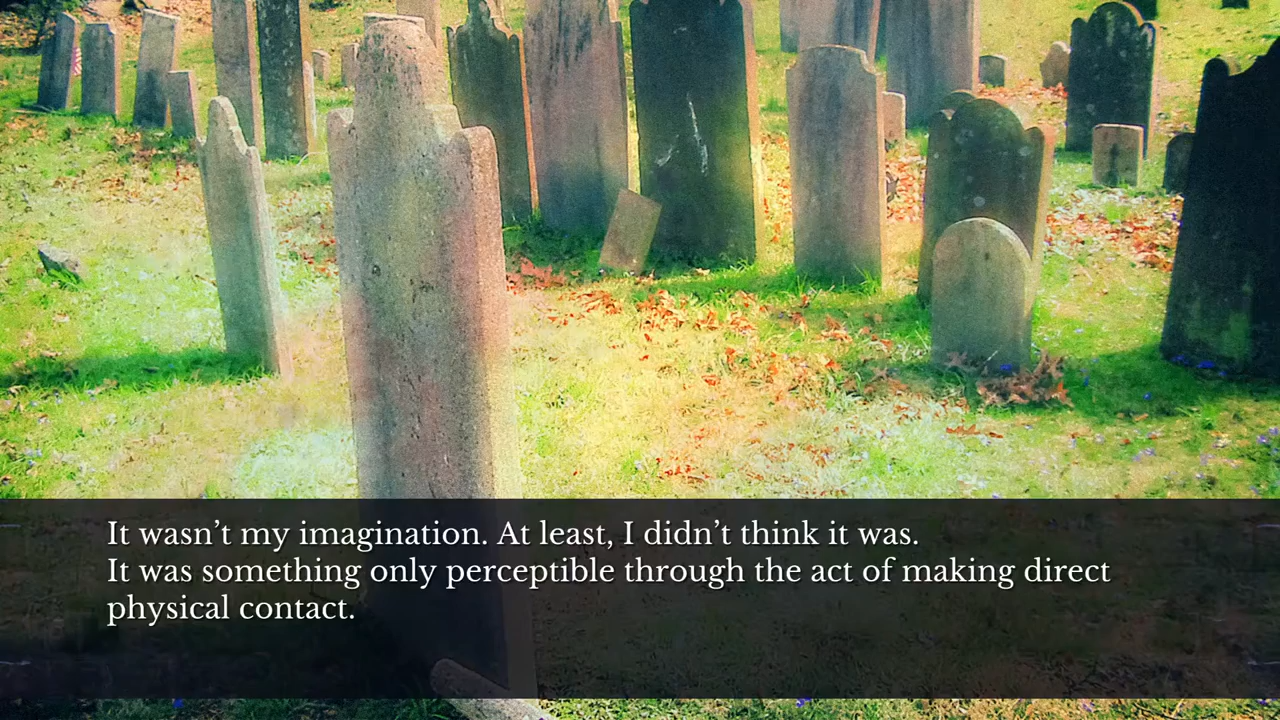 It wasn’t my imagination. At least, I didn’t think it was.
It was something only perceptible through the act of making direct
physical contact.